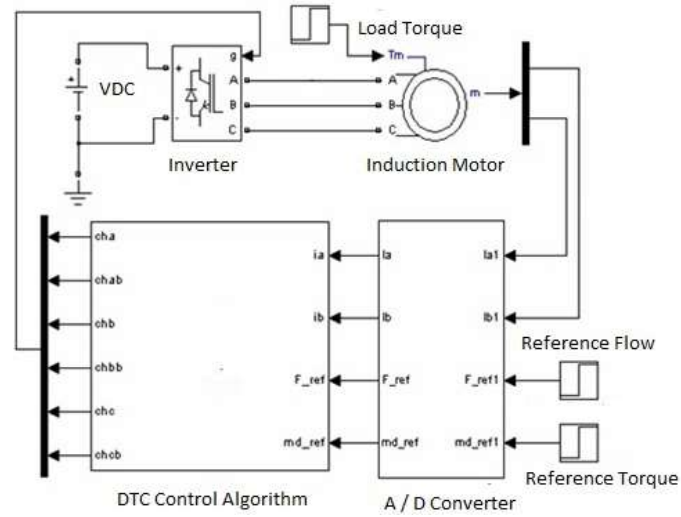 Load Torque
g
Tm
VDC
+
A
B
C
-
A
B
C
m
Inverter
Induction Motor
cha
chab
chb
chbb
chc
chcb
ia
ib
F_ref
md_ref
Ia
Ib
F_ref
md_ref
Ia1
Ib1
F_ref1
md_ref1
Reference Flow
Reference Torque
DTC Control Algorithm
A / D Converter